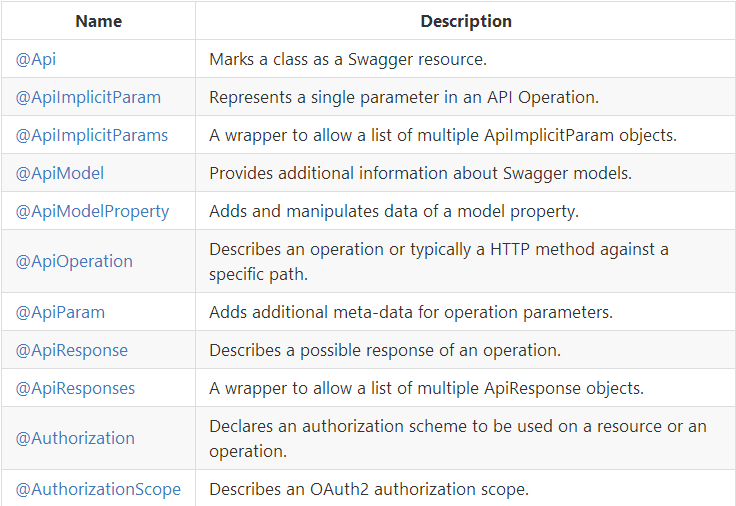 Name Description
@Api Marks a class as a Swagger resource.
@ApiImplicitParam Represents a single parameter in an API Operation.
@ApiImplicitParams A wrapper to allow a list of multiple ApiImplicitParam objects.
@ApiModel Provides additional information about Swagger models.
@ApiModelProperty Adds and manipulates data of a model property.
@ApiOperation Describes an operation or typically a HTTP method against a
specific path.
@ApiParam Adds additional meta-data for operation parameters.
@ApiResponse Describes a possible response of an operation.
@ApiResponses A wrapper to allow a list of multiple ApiResponse objects.
@Authorization Declares an authorization scheme to be used on a resource or an
operation.
@AuthorizationScope Describes an OAuth2 authorization scope.